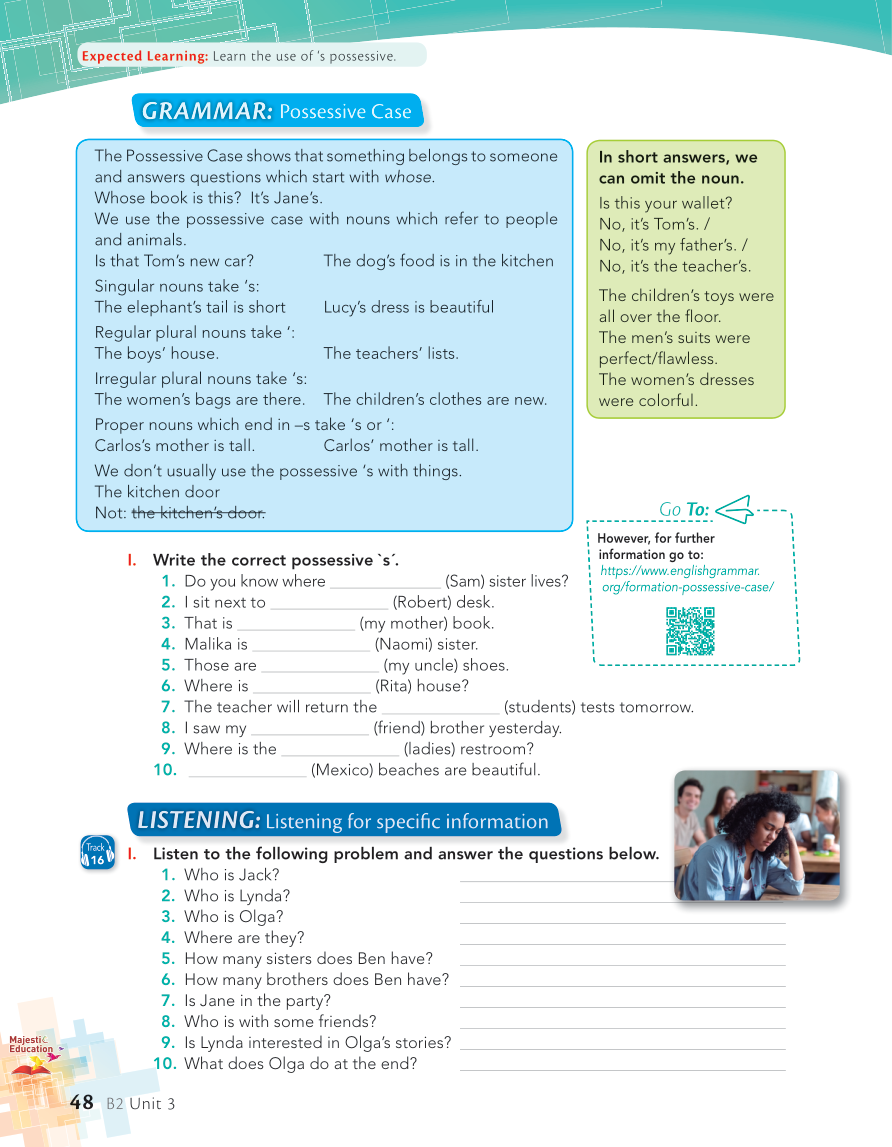 Expected Learning: Learn the use of ’s possessive.
GRAMMAR: Possessive Case
The Possessive Case shows that something belongs to someone
and answers questions which start with whose.
Whose book is this? It’s Jane’s.
We use the possessive case with nouns which refer to people
and animals.
Is that Tom’s new car? The dog’s food is in the kitchen
Singular nouns take ’s:
The elephant’s tail is short Lucy’s dress is beautiful
Regular plural nouns take ‘:
The boys’ house. The teachers’ lists.
Irregular plural nouns take ‘s:
The women’s bags are there. The children’s clothes are new.
Proper nouns which end in –s take ‘s or ‘:
Carlos’s mother is tall. Carlos’ mother is tall.
We don’t usually use the possessive ‘s with things.
The kitchen door
Not: the kitchen’s door.
In short answers, we
can omit the noun.
Is this your wallet?
No, it’s Tom’s. /
No, it’s my father’s. /
No, it’s the teacher’s.
The children’s toys were
all over the floor.
The men’s suits were
perfect/flawless.
The women’s dresses
were colorful.
Go To:
However, for further
information go to:
https://www.englishgrammar.
org/formation-possessive-case/
I. Write the correct possessive `s´.
1. Do you know where ____________ (Sam) sister lives?
2. I sit next to ____________ (Robert) desk.
3. That is ____________ (my mother) book.
4. Malika is ____________ (Naomi) sister.
5. Those are ____________ (my uncle) shoes.
6. Where is ____________ (Rita) house?
7. The teacher will return the ____________ (students) tests tomorrow.
8. I saw my ____________ (friend) brother yesterday.
9. Where is the ____________ (ladies) restroom?
10. ____________ (Mexico) beaches are beautiful.
LISTENING: Listening for specific information
Track
16
I. Listen to the following problem and answer the questions below.
1. Who is Jack?
2. Who is Lynda?
3. Who is Olga?
4. Where are they?
5. How many sisters does Ben have?
6. How many brothers does Ben have?
7. Is Jane in the party?
8. Who is with some friends?
9. Is Lynda interested in Olga’s stories?
10. What does Olga do at the end?
Majestic
Education
48 B2 Unit 3